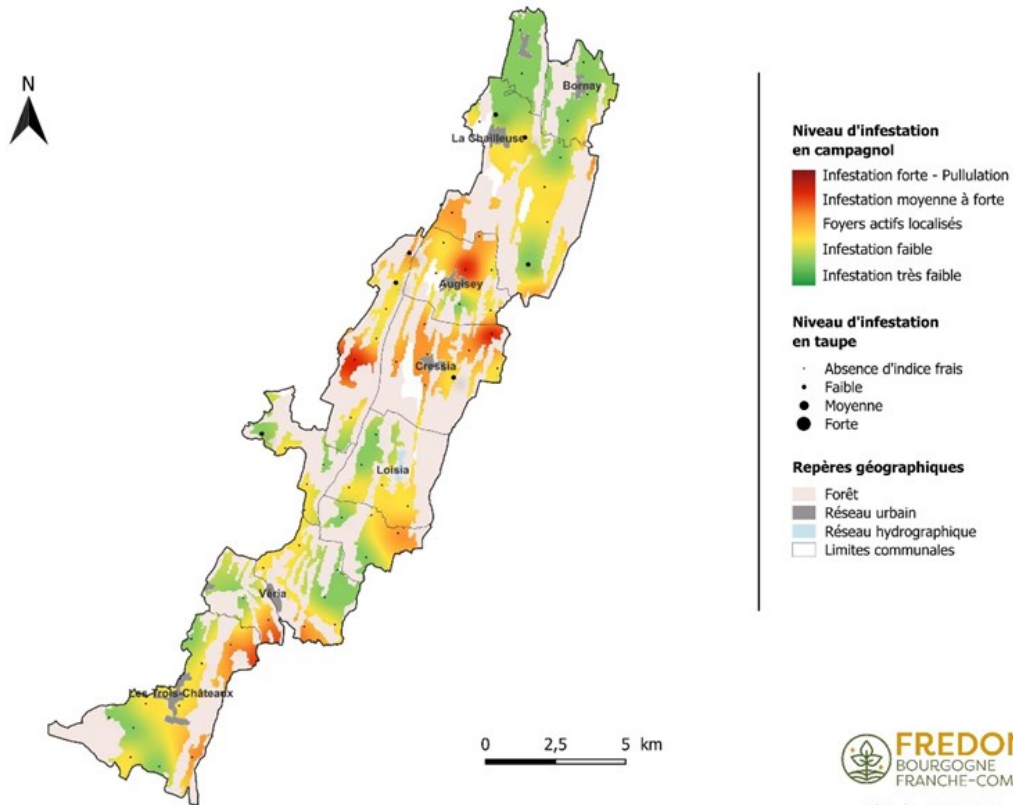 N
Bornay
La Chailleuse
Augisey
Cressia
Loisia
Véria
Les Trois-Châteaux
0 2,5 5 km
Niveau d'infestation
en campagnol
Infestation forte - Pullulation
Infestation moyenne à forte
Foyers actifs localisés
Infestation faible
Infestation très faible
Niveau d'infestation
en taupe
Absence d'indice frais
Faible
Moyenne
Forte
Repères géographiques
Forêt
Réseau urbain
Réseau hydrographique
Limites communales
FREDON
BOURGOGNE
FRANCHE-COM